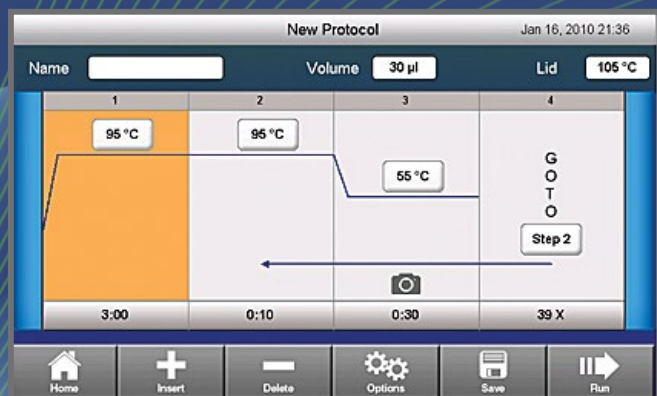 New Protocol Jan 16, 2010 21:36
Name Volume 30 µl Lid 105 °C
1 2 3 4
95 °C 95 °C
55 °C
GOTO
Step 2
3:00 0:10 0:30 39 X
Home Insert Delete Options Save Run